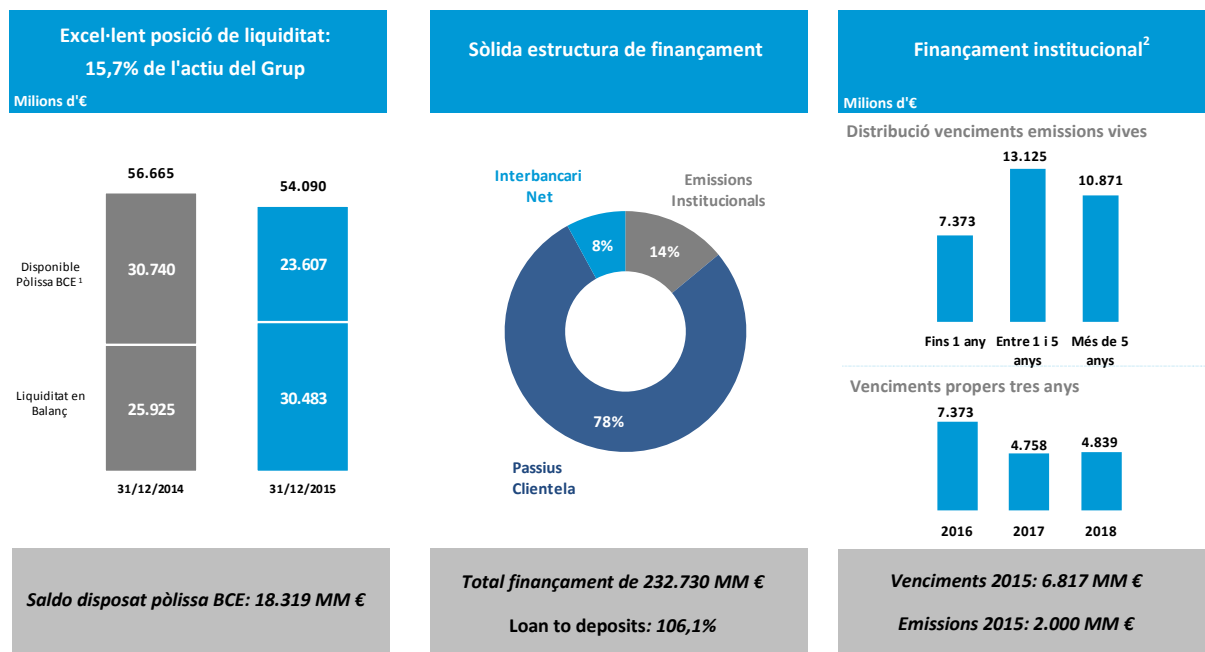 Excel·lent posició de liquiditat:
15,7% de l'actiu del Grup
Milions d'€
56.665
54.090
Disponible
Pòlissa BCE ¹
30.740
23.607
Liquiditat en
Balanç
25.925
30.483
31/12/2014
31/12/2015
Saldo disposat pòlissa BCE: 18.319 MM €
Sòlida estructura de finançament
Interbancari
Net
Emissions
Institucionals
8%
14%
78%
Passius
Clientela
Total finançament de 232.730 MM €
Loan to deposits: 106,1%
Finançament institucional²
Milions d'€
Distribució venciments emissions vives
13.125
10.871
7.373
Fins 1 any
Entre 1 i 5
anys
Més de 5
anys
Venciments propers tres anys
7.373
4.758
4.839
2016
2017
2018
Venciments 2015: 6.817 MM €
Emissions 2015: 2.000 MM €